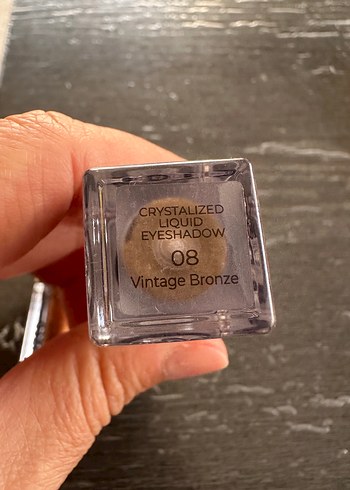 CRYSTALIZED
LIQUID
EYESHADOW
08
Vintage Bronze